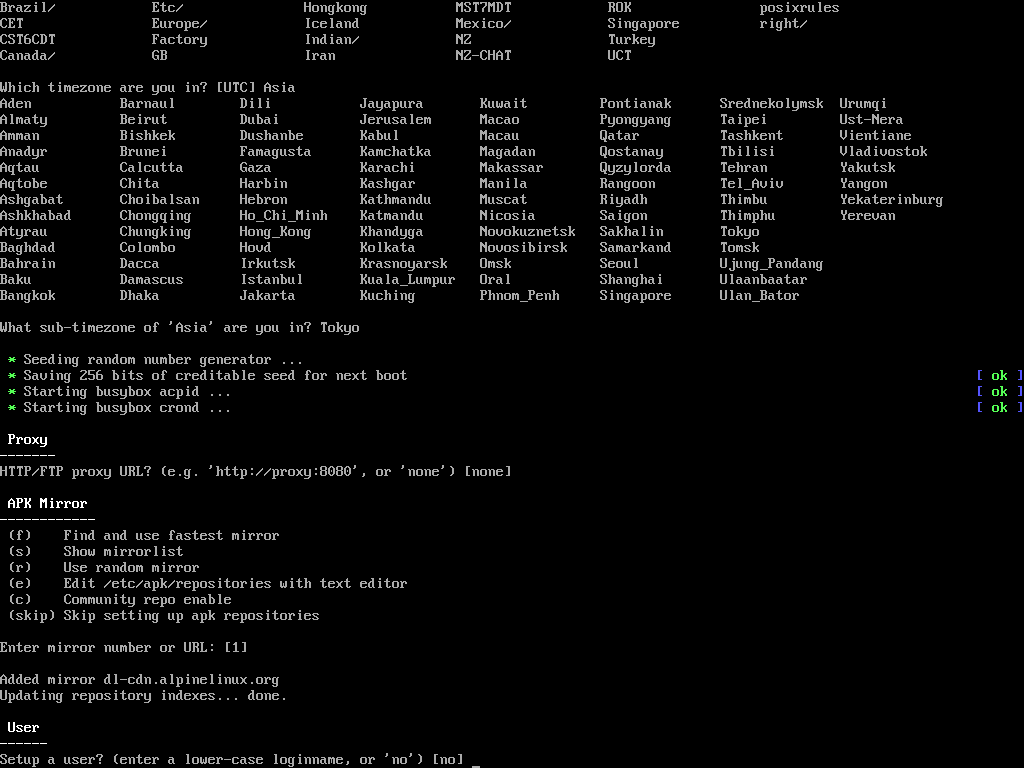 Brazil/ Etc/ Hongkong MST7MDT ROK posixrules
CET Europe/ Iceland Mexico/ Singapore right/
CST6CDT Factory Indian/ NZ Turkey
Canada/ GB Iran NZ-CHAT UCT
Which timezone are you in? [UTC] Asia
Aden Barnaul Dili Jayapura Kuwait Pontianak Srednekolymsk Urumqi
Almaty Beirut Dubai Jerusalem Macao Pyongyang Taipei Ust-Nera
Amman Bishkek Dushanbe Kabul Macau Qatar Tashkent Vientiane
Anadyr Brunei Famagusta Kamchatka Magadan Qostanay Tbilisi Vladivostok
Aqtau Calcutta Gaza Karachi Makassar Qyzylorda Tehran Yakutsk
Aqtobe Chita Harbin Kashgar Manila Rangoon Tel_Aviv Yangon
Ashgabat Choibalsan Hebron Kathmandu Muscat Riyadh Thimbu Yekaterinburg
Ashkhabad Chongqing Ho_Chi_Minh Katmandu Nicosia Saigon Thimphu Yerevan
Atyrau Chungking Hong_Kong Khandyga Novokuznetsk Sakhalin Tokyo
Baghdad Colombo Hovd Kolkata Novosibirsk Samarkand Tomsk
Bahrain Dacca Irkutsk Krasnoyarsk Omsk Seoul Ujung_Pandang
Baku Damascus Istanbul Kuala_Lumpur Oral Shanghai Ulaanbaatar
Bangkok Dhaka Jakarta Kuching Phnom_Penh Singapore Ulan_Bator
What sub-timezone of 'Asia' are you in? Tokyo
* Seeding random number generator ...
* Saving 256 bits of creditable seed for next boot [ ok ]
* Starting busybox acpid ... [ ok ]
* Starting busybox crond ... [ ok ]
Proxy
-------
HTTP/FTP proxy URL? (e.g. 'http://proxy:8080', or 'none') [none]
APK Mirror
------------
(f) Find and use fastest mirror
(s) Show mirrorlist
(r) Use random mirror
(e) Edit /etc/apk/repositories with text editor
(c) Community repo enable
(skip) Skip setting up apk repositories
Enter mirror number or URL: [1]
Added mirror dl-cdn.alpinelinux.org
Updating repository indexes... done.
User
------
Setup a user? (enter a lower-case loginname, or 'no') [no] _